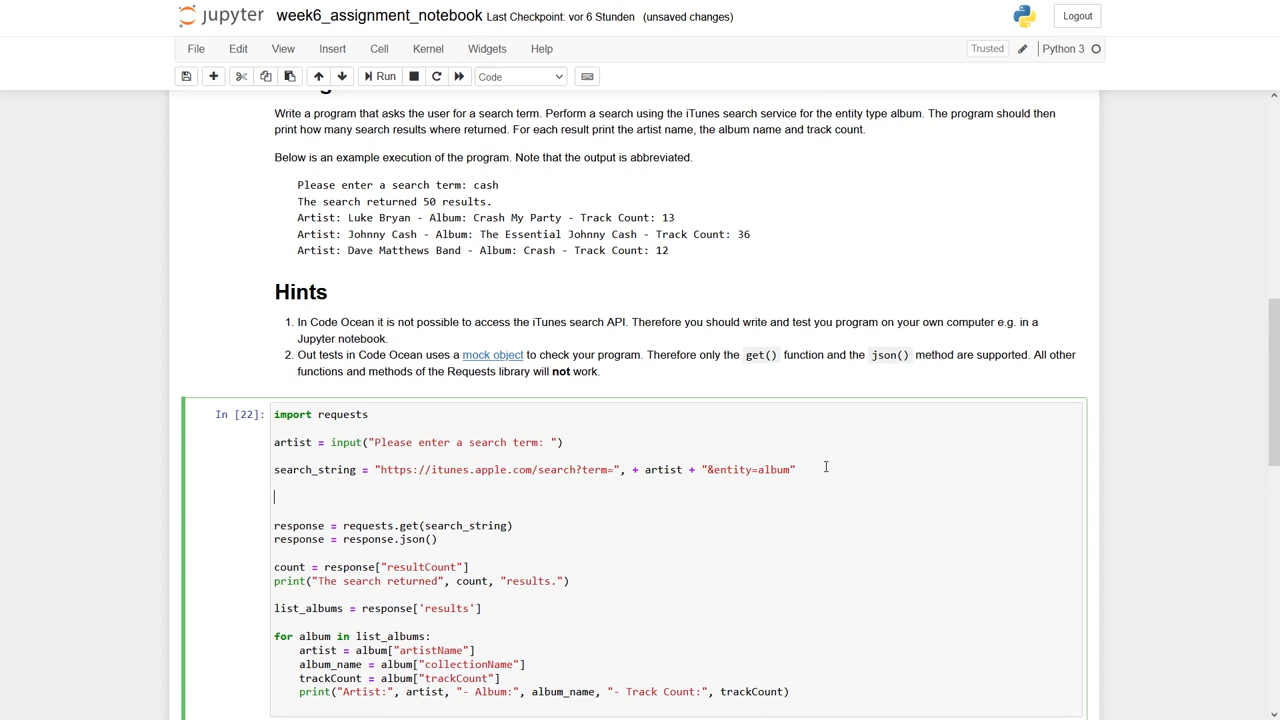 jupyter week6_assignment_notebook Last Checkpoint: vor 6 Stunden (unsaved changes) Logout
File Edit View Insert Cell Kernel Widgets Help Trusted Python 3
Run Code
Write a program that asks the user for a search term. Perform a search using the iTunes search service for the entity type album. The program should then
print how many search results where returned. For each result print the artist name, the album name and track count.
Below is an example execution of the program. Note that the output is abbreviated.
Please enter a search term: cash
The search returned 50 results.
Artist: Luke Bryan - Album: Crash My Party - Track Count: 13
Artist: Johnny Cash - Album: The Essential Johnny Cash - Track Count: 36
Artist: Dave Matthews Band - Album: Crash - Track Count: 12
Hints
1. In Code Ocean it is not possible to access the iTunes search API. Therefore you should write and test you program on your own computer e.g. in a
Jupyter notebook.
2. Out tests in Code Ocean uses a mock object to check your program. Therefore only the get() function and the json() method are supported. All other
functions and methods of the Requests library will not work.
In [22]: import requests
artist = input("Please enter a search term: ")
search_string = "https://itunes.apple.com/search?term=", + artist + "&entity=album"
response = requests.get(search_string)
response = response.json()
count = response["resultCount"]
print("The search returned", count, "results.")
list_albums = response['results']
for album in list_albums:
artist = album["artistName"]
album_name = album["collectionName"]
trackCount = album["trackCount"]
print("Artist:", artist, "- Album:", album_name, "- Track Count:", trackCount)